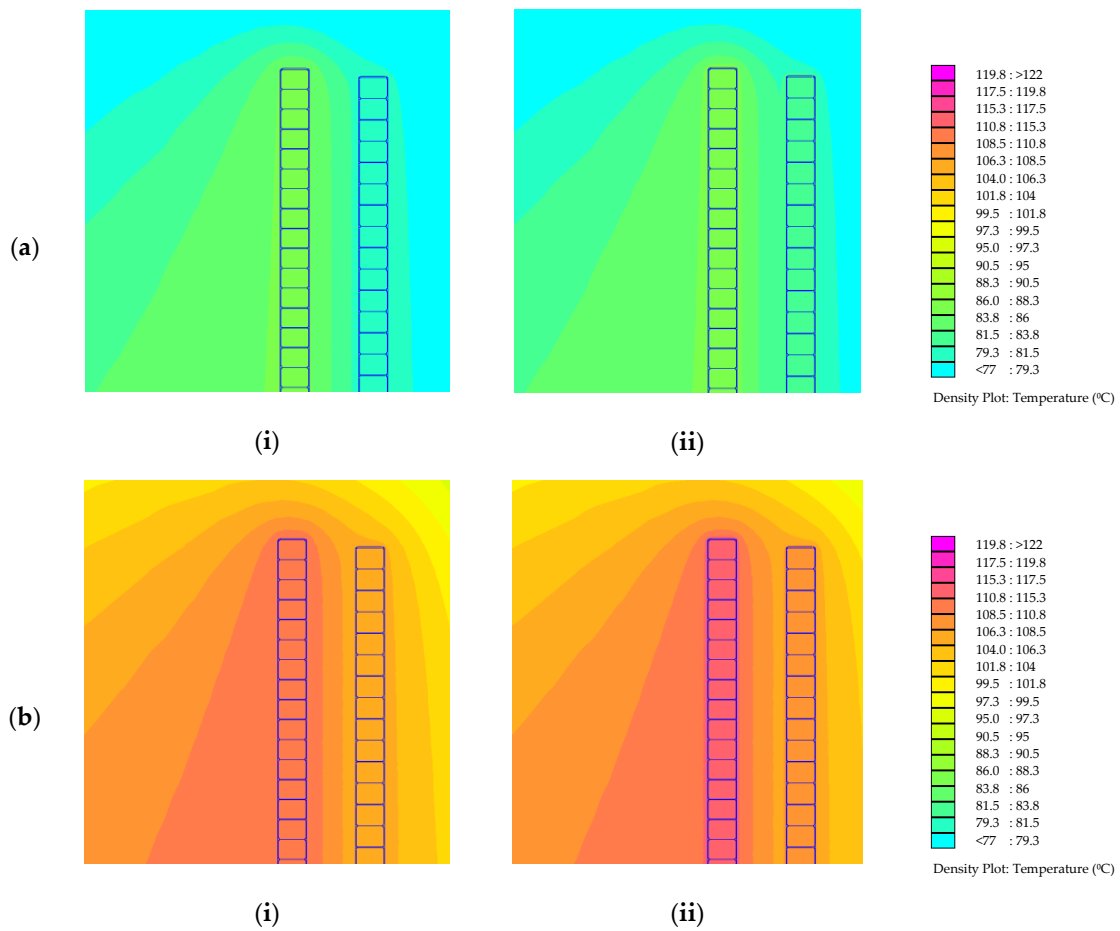 (a)
119.8 : >122
117.5 : 119.8
115.3 : 117.5
110.8 : 115.3
108.5 : 110.8
106.3 : 108.5
104.0 : 106.3
101.8 : 104
99.5 : 101.8
97.3 : 99.5
95.0 : 97.3
90.5 : 95
88.3 : 90.5
86.0 : 88.3
83.8 : 86
81.5 : 83.8
79.3 : 81.5
<77 : 79.3
Density Plot: Temperature (⁰C)
(i)
(ii)
(b)
119.8 : >122
117.5 : 119.8
115.3 : 117.5
110.8 : 115.3
108.5 : 110.8
106.3 : 108.5
104.0 : 106.3
101.8 : 104
99.5 : 101.8
97.3 : 99.5
95.0 : 97.3
90.5 : 95
88.3 : 90.5
86.0 : 88.3
83.8 : 86
81.5 : 83.8
79.3 : 81.5
<77 : 79.3
Density Plot: Temperature (⁰C)
(i)
(ii)